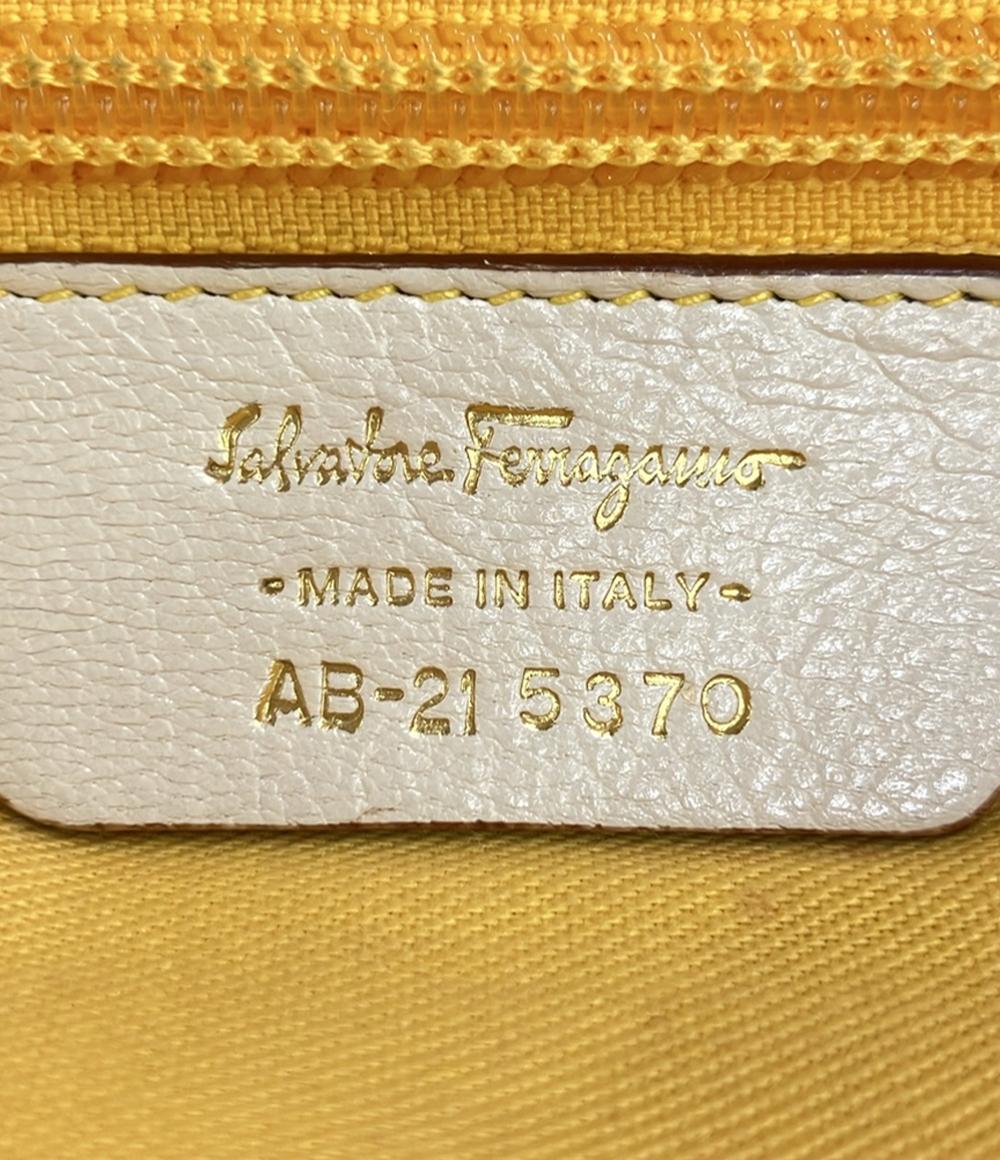 Salvatore Ferragamo
-MADE IN ITALY-
AB-21 5370